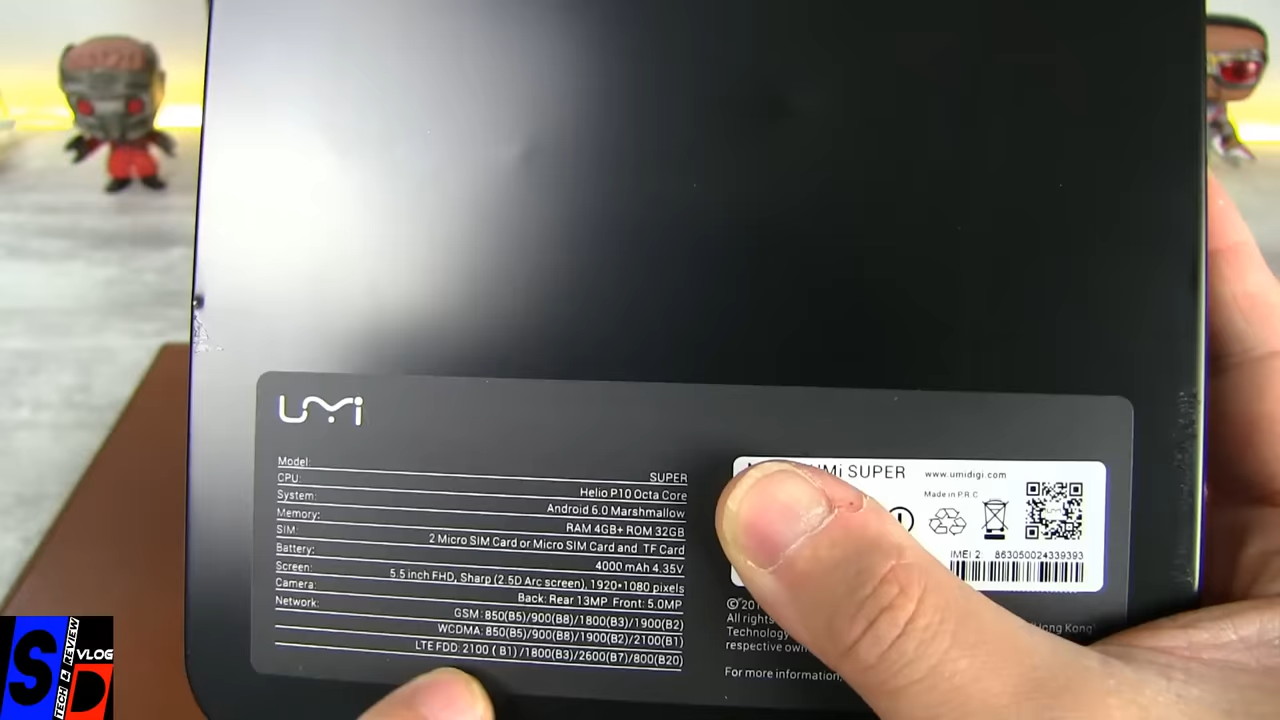 UMi
Model: SUPER
CPU: Helio P10 Octa Core
System: Android 6.0 Marshmallow
Memory: RAM 4GB+ ROM 32GB
SIM: 2 Micro SIM Card or Micro SIM Card and TF Card
Battery: 4000 mAh 4.35V
Screen: 5.5 inch FHD, Sharp (2.5D Arc screen), 1920*1080 pixels
Camera: Back: Rear 13MP Front: 5.0MP
Network: GSM: 850(B5)/900(B8)/1800(B3)/1900(B2)
WCDMA: 850(B5)/900(B8)/1900(B2)/2100(B1)
LTE FDD: 2100 ( B1) /1800(B3)/2600(B7)/800(B20)
UMi SUPER www.umidigi.com
Made in P.R.C
IMEI 2: 863050024339393
©
All rights
Technology Hong Kong)
respective own
For more information,
SD
TECH & REVIEW
VLOG